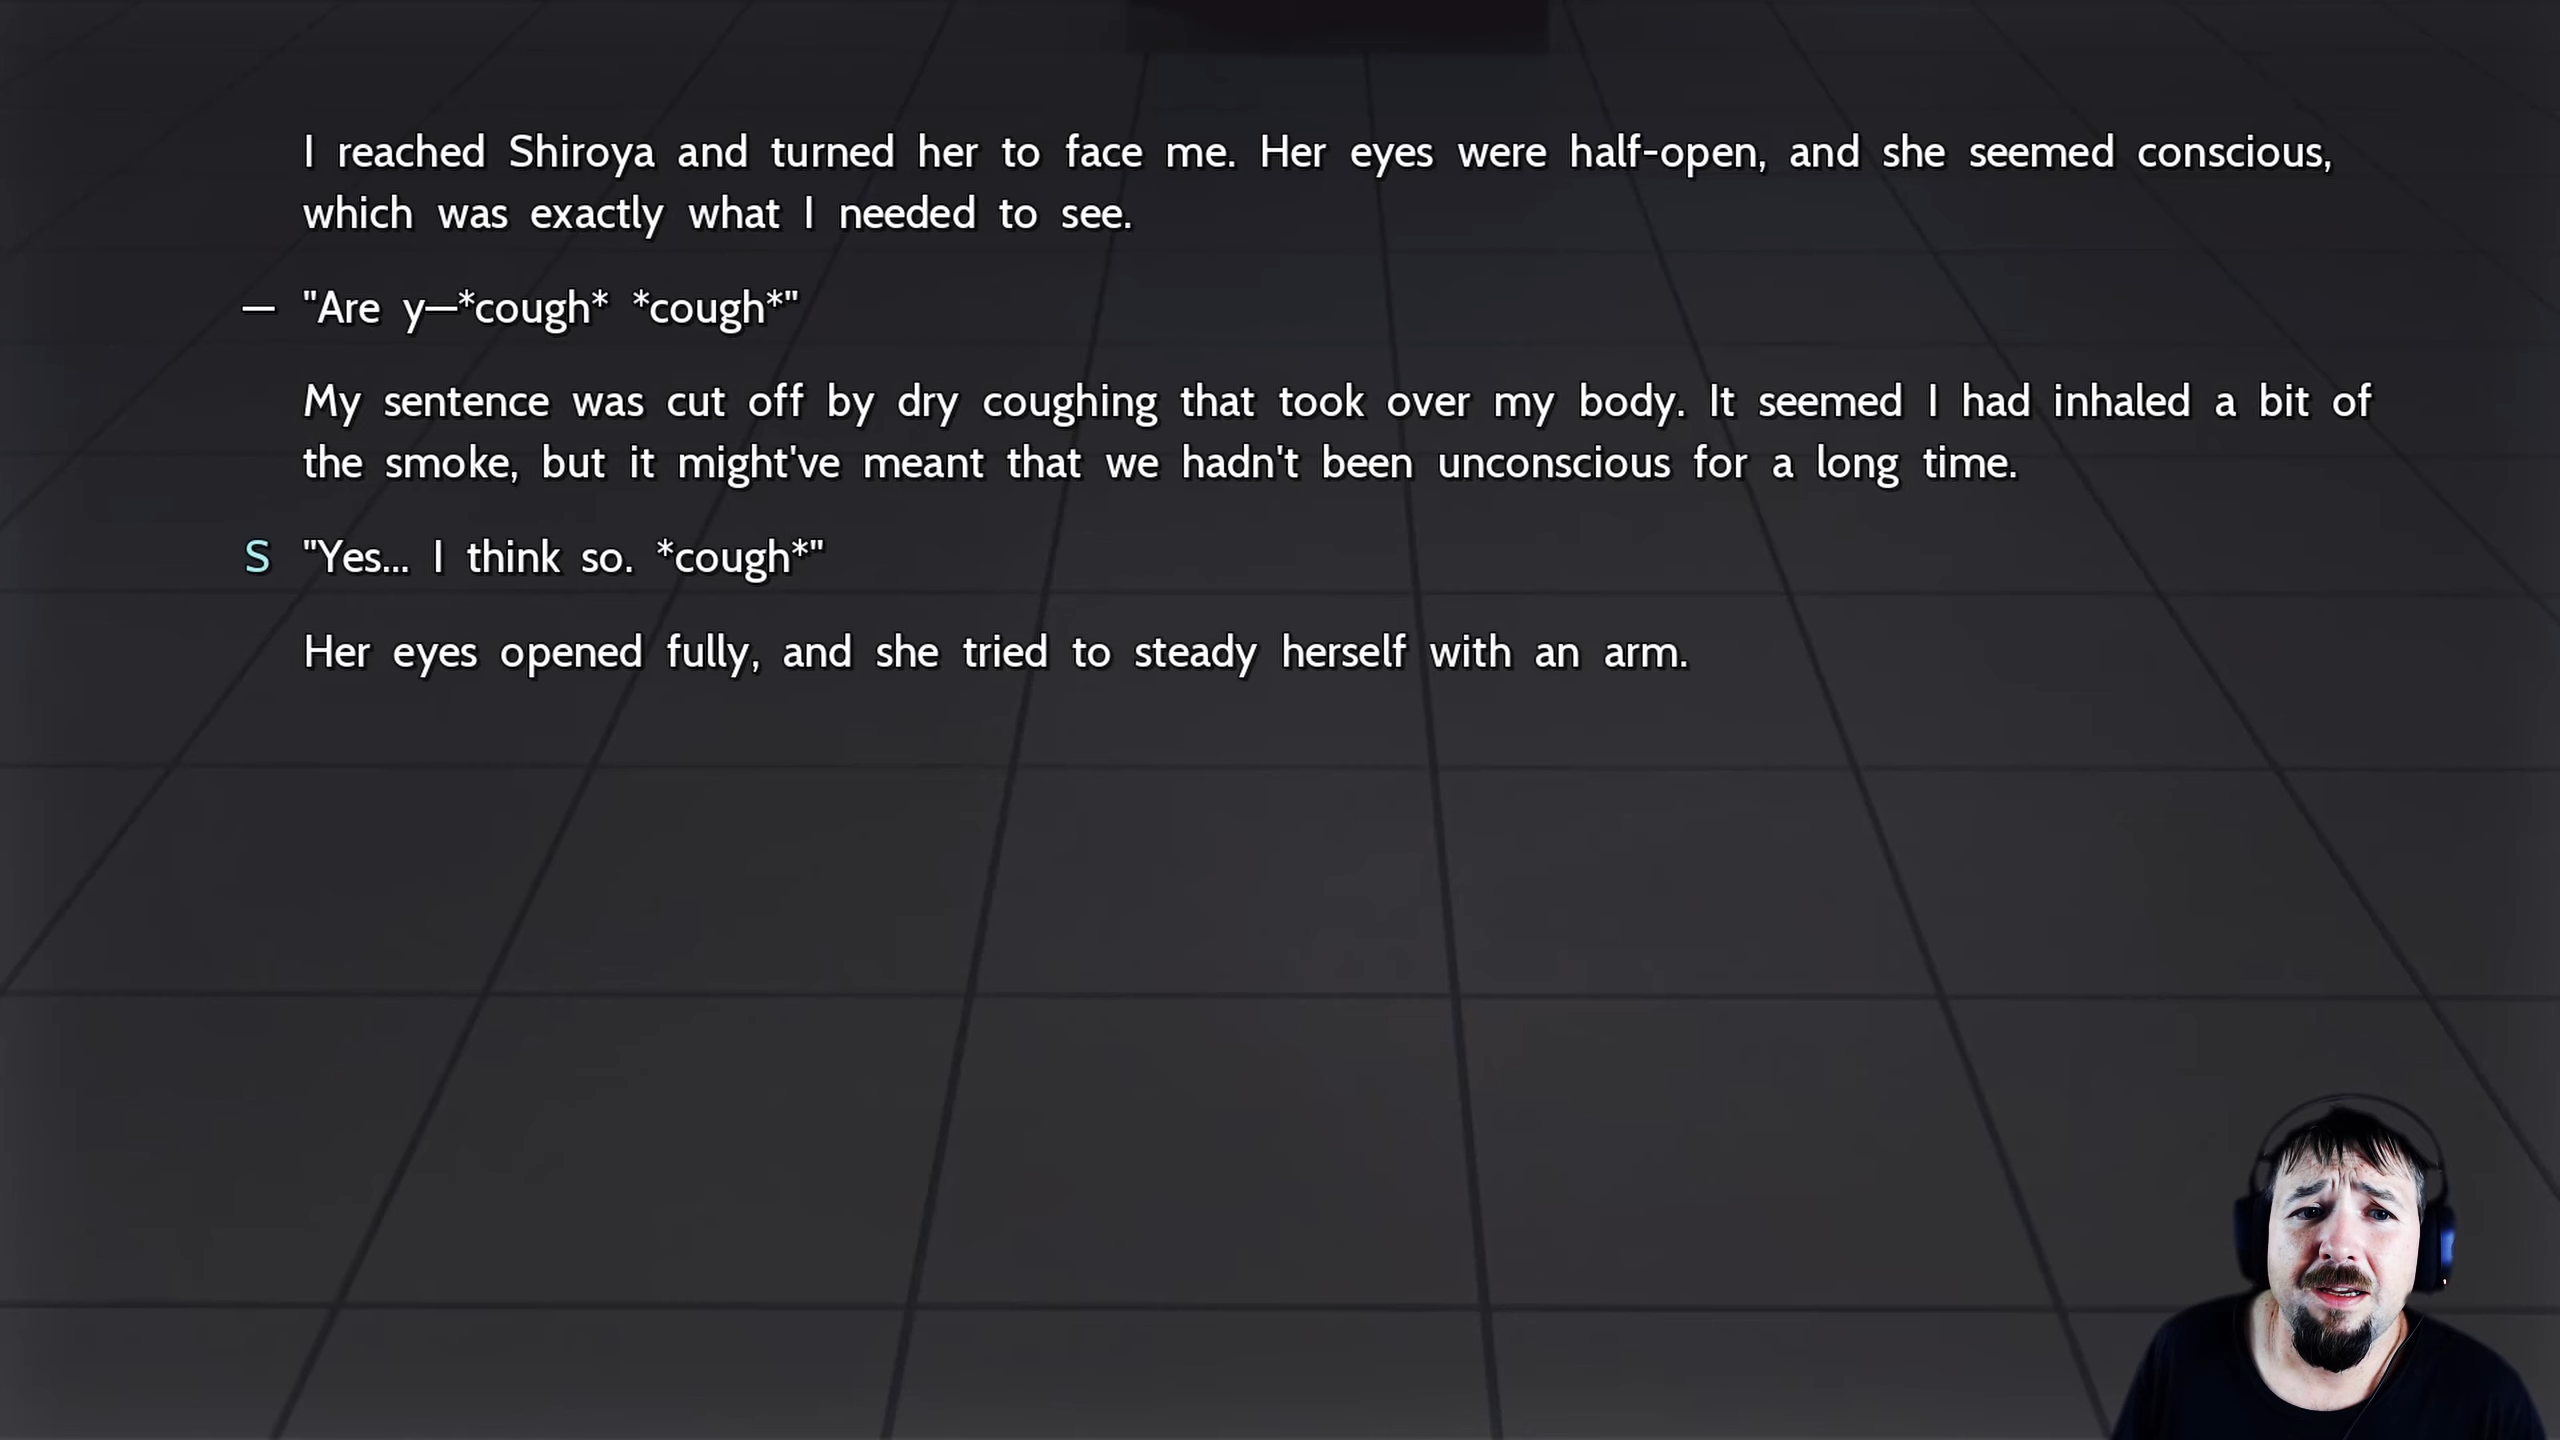 I reached Shiroya and turned her to face me. Her eyes were half-open, and she seemed conscious,
which was exactly what I needed to see.
— "Are y—*cough* *cough*"
My sentence was cut off by dry coughing that took over my body. It seemed I had inhaled a bit of
the smoke, but it might've meant that we hadn't been unconscious for a long time.
S "Yes... I think so. *cough*"
Her eyes opened fully, and she tried to steady herself with an arm.